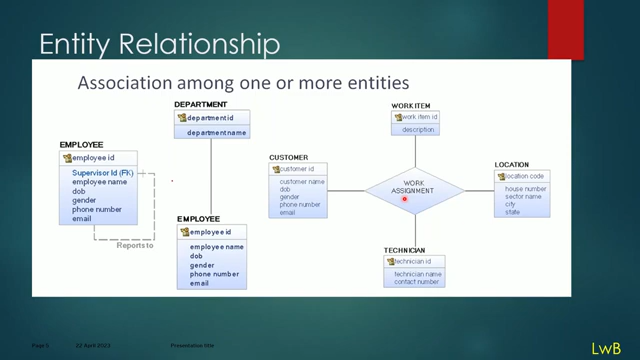 Entity Relationship
Association among one or more entities
EMPLOYEE
employee id
Supervisor Id (FK)
employee name
dob
gender
phone number
email
Reports to
DEPARTMENT
department id
department name
EMPLOYEE
employee id
employee name
dob
gender
phone number
email
CUSTOMER
customer id
customer name
dob
gender
phone number
email
WORK ITEM
work item id
description
WORK
ASSIGNMENT
LOCATION
location code
house number
sector name
city
state
TECHNICIAN
technician id
technician name
contact number
Page 5
22 April 2023
Presentation title
LwB